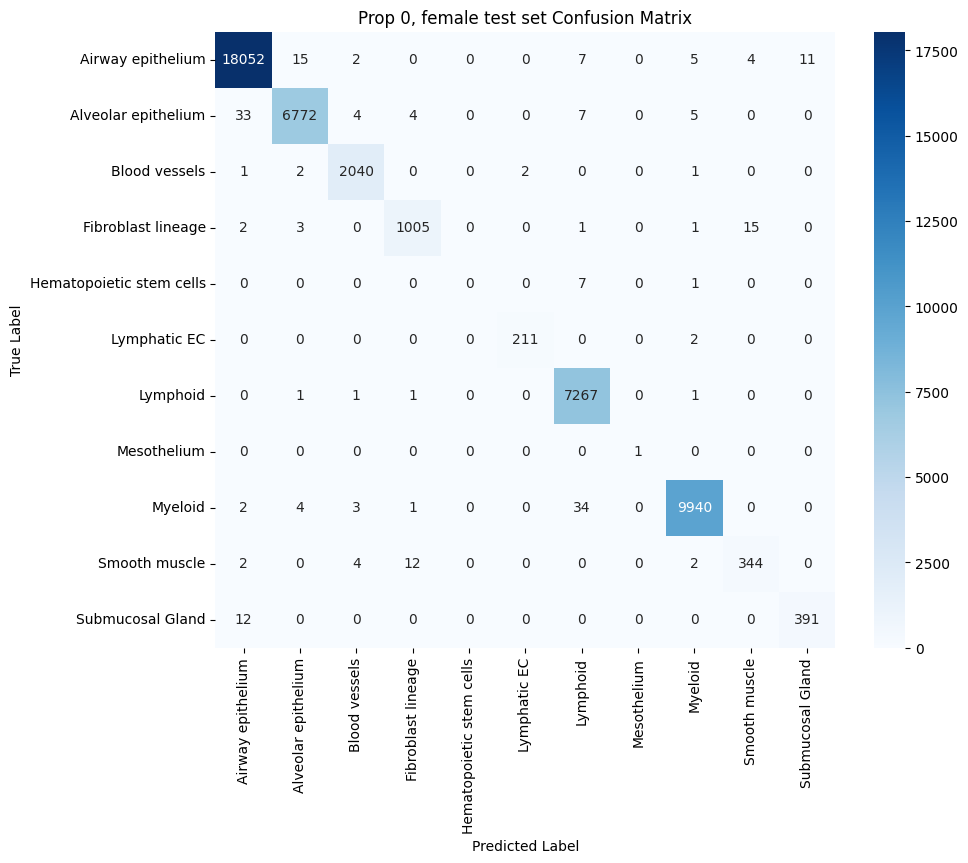 Prop 0, female test set Confusion Matrix
True Label
Airway epithelium 18052 15 2 0 0 0 7 0 5 4 11
Alveolar epithelium 33 6772 4 4 0 0 7 0 5 0 0
Blood vessels 1 2 2040 0 0 2 0 0 1 0 0
Fibroblast lineage 2 3 0 1005 0 0 1 0 1 15 0
Hematopoietic stem cells 0 0 0 0 0 0 7 0 1 0 0
Lymphatic EC 0 0 0 0 0 211 0 0 2 0 0
Lymphoid 0 1 1 1 0 0 7267 0 1 0 0
Mesothelium 0 0 0 0 0 0 0 1 0 0 0
Myeloid 2 4 3 1 0 0 34 0 9940 0 0
Smooth muscle 2 0 4 12 0 0 0 0 2 344 0
Submucosal Gland 12 0 0 0 0 0 0 0 0 0 391
Airway epithelium
Alveolar epithelium
Blood vessels
Fibroblast lineage
Hematopoietic stem cells
Lymphatic EC
Lymphoid
Mesothelium
Myeloid
Smooth muscle
Submucosal Gland
Predicted Label
17500
15000
12500
10000
7500
5000
2500
0